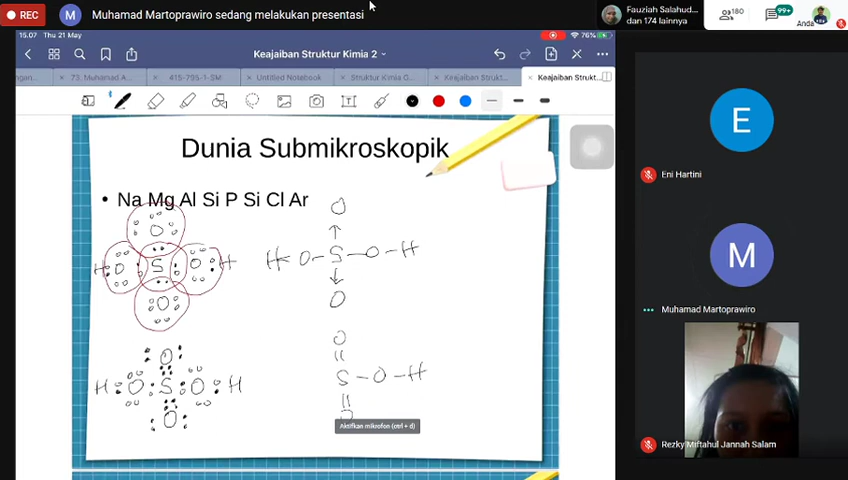 REC
M Muhamad Martoprawiro sedang melakukan presentasi
Fauziah Salahud...
dan 174 lainnya
180
99+
Anda
15.07 Thu 21 May
76%
Keajaiban Struktur Kimia 2
73. Muhamad A...
415-795-1-SM
Untitled Notebook
Struktur Kimia G...
Keajaiban Strukt...
Keajaiban Strukt...
Dunia Submikroskopik
• Na Mg Al Si P Si Cl Ar
O
H O S O H
O
O
H O - S - O - H
O
O
H O S O H
O
O
S - O - H
O
Aktifkan mikrofon (ctrl + d)
E
Eni Hartini
M
Muhamad Martoprawiro
Rezky Miftahul Jannah Salam